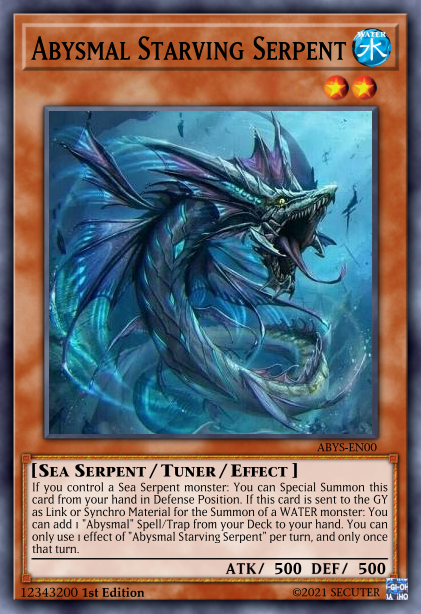 Abysmal Starving Serpent
WATER
水
ABYS-EN00
[Sea Serpent / Tuner / Effect ]
If you control a Sea Serpent monster: You can Special Summon this
card from your hand in Defense Position. If this card is sent to the GY
as Link or Synchro Material for the Summon of a WATER monster: You
can add 1 "Abysmal" Spell/Trap from your Deck to your hand. You can
only use 1 effect of "Abysmal Starving Serpent" per turn, and only once
that turn.
ATK/ 500 DEF/ 500
12343200 1st Edition
©2021 SECUTER